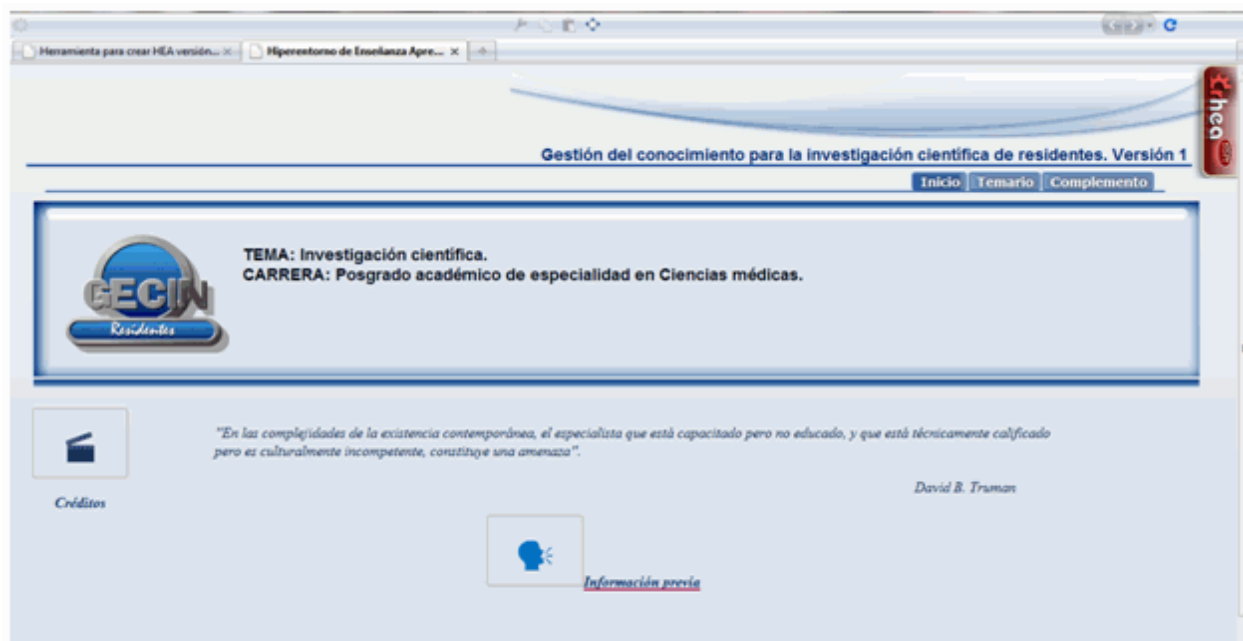 Herramienta para crear HEA versión...
Hiperentorno de Enseñanza Apre...
Crhea
Gestión del conocimiento para la investigación científica de residentes. Versión 1
Inicio Temario Complemento
TEMA: Investigación científica.
CARRERA: Posgrado académico de especialidad en Ciencias médicas.
GECIN
Residentes
"En las complejidades de la existencia contemporánea, el especialista que está capacitado pero no educado, y que está técnicamente calificado
pero es culturalmente incompetente, constituye una amenaza".
David B. Truman
Créditos
Información previa